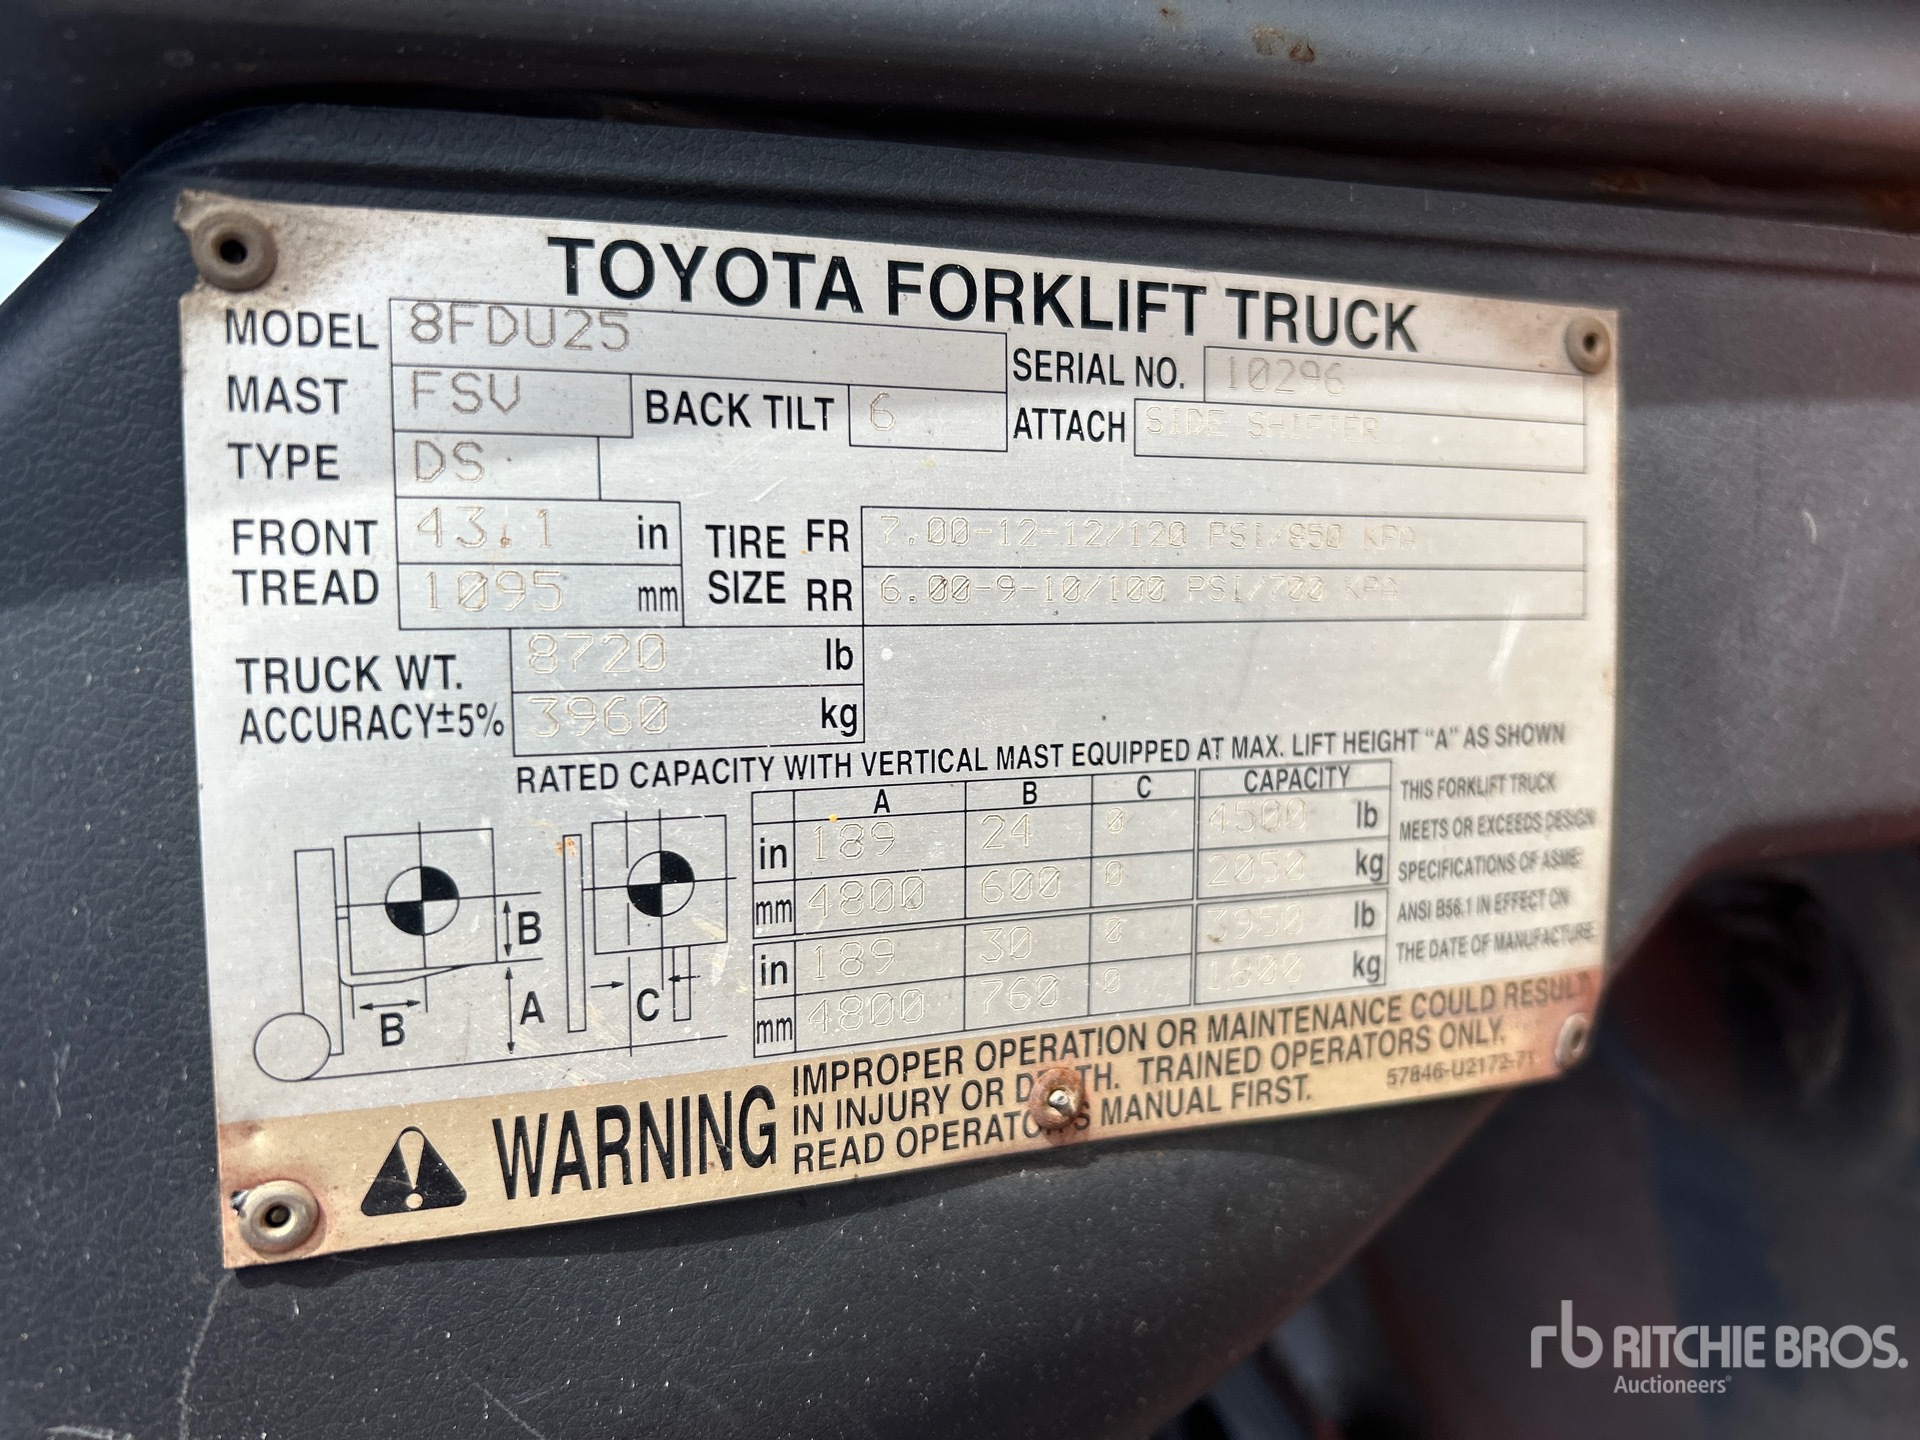 TOYOTA FORKLIFT TRUCK
MODEL 8FDU25 SERIAL NO. 10296
MAST FSV BACK TILT 6 ATTACH SIDE SHIFTER
TYPE DS
FRONT TREAD 43.1 in TIRE SIZE FR 7.00-12-12/120 PSI/850 KPA
1095 mm RR 6.00-9-10/100 PSI/700 KPA
TRUCK WT. 8720 lb
ACCURACY±5% 3960 kg
RATED CAPACITY WITH VERTICAL MAST EQUIPPED AT MAX. LIFT HEIGHT "A" AS SHOWN
A B C CAPACITY
in 189 24 0 4500 lb
mm 4800 600 0 2050 kg
in 189 30 0 3950 lb
mm 4800 760 0 1800 kg
B
A
B
C
THIS FORKLIFT TRUCK
MEETS OR EXCEEDS DESIGN
SPECIFICATIONS OF ASME
ANSI B56.1 IN EFFECT ON
THE DATE OF MANUFACTURE.
WARNING
IMPROPER OPERATION OR MAINTENANCE COULD RESULT
IN INJURY OR DEATH. TRAINED OPERATORS ONLY.
READ OPERATOR'S MANUAL FIRST.
57846-U2172-71
rb RITCHIE BROS.
Auctioneers